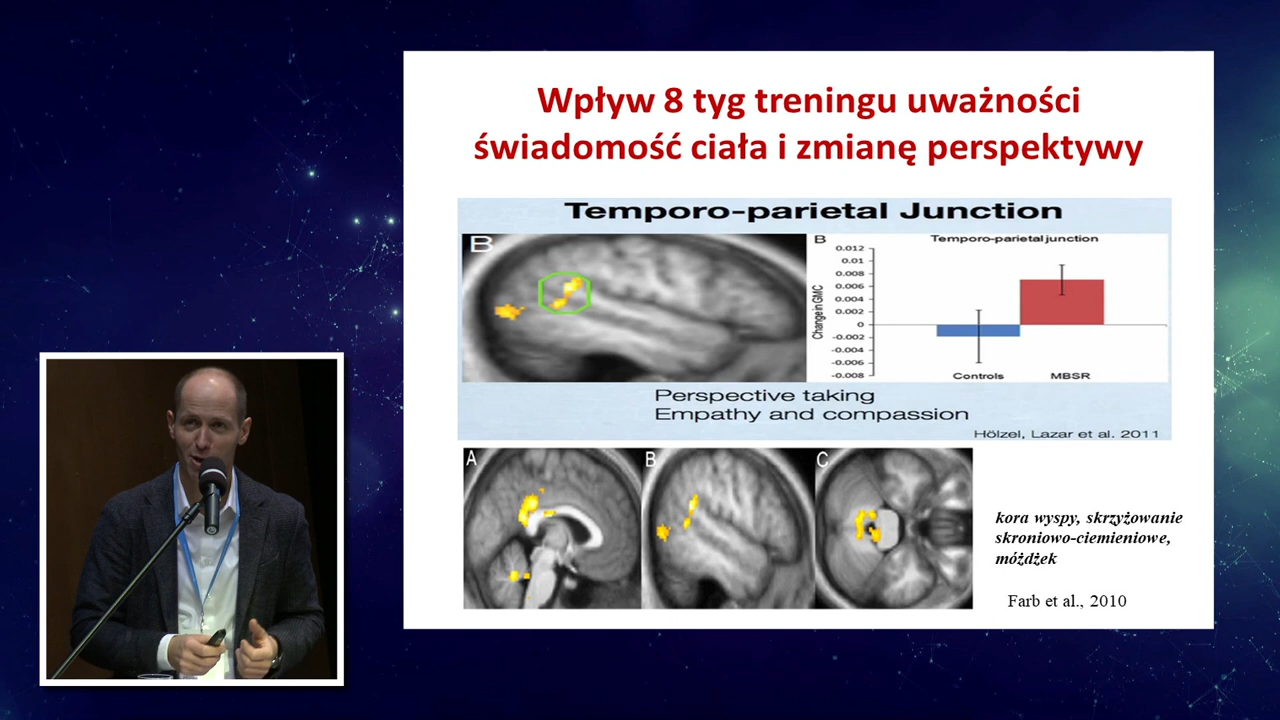 Wpływ 8 tyg treningu uważności
świadomość ciała i zmianę perspektywy
Temporo-parietal Junction
B
B
Temporo-parietal junction
0.012
0.01
0.008
0.006
0.004
0.002
0
-0.002
-0.004
-0.006
-0.008
Change in GMC
Controls
MBSR
Perspective taking
Empathy and compassion
Hölzel, Lazar et al. 2011
A
B
C
kora wyspy, skrzyżowanie
skroniowo-ciemieniowe,
móżdżek
Farb et al., 2010